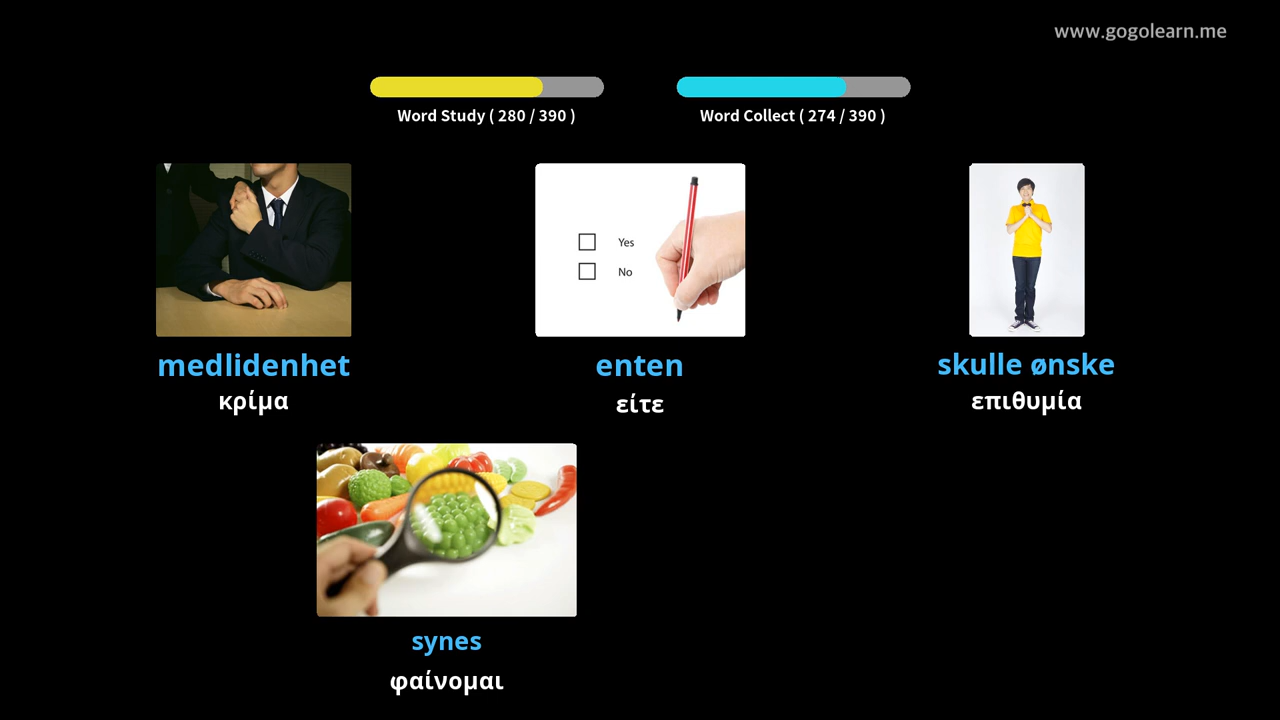 www.gogolearn.me
Word Study ( 280 / 390 )
Word Collect ( 274 / 390 )
Yes
No
medlidenhet
κρίμα
enten
είτε
skulle ønske
επιθυμία
synes
φαίνομαι